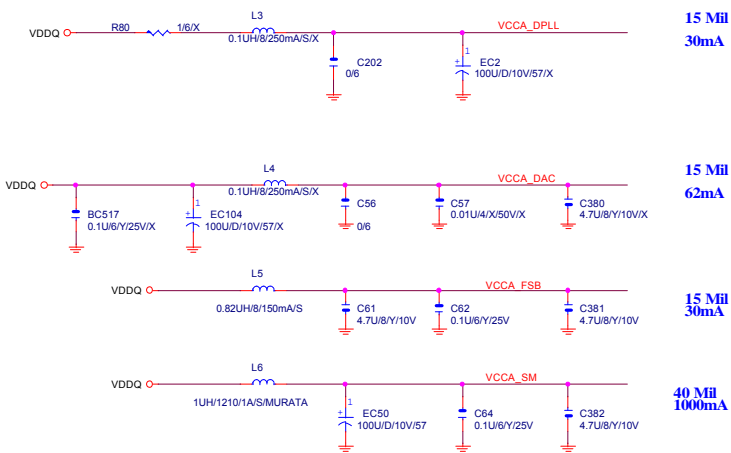 L3
VDDQ R80 1/6/X VCCA_DPLL 15 Mil
0.1UH/8/250mA/S/X 30mA
1
C202 + EC2
0/6 100U/D/10V/57/X
L4 15 Mil
VDDQ VCCA_DAC
0.1UH/8/250mA/S/X 62mA
1
BC517 + EC104 C56 C57 C380
0.1U/6/Y/25V/X 100U/D/10V/57/X 0/6 0.01U/4/X/50V/X 4.7U/8/Y/10V/X
L5
VDDQ VCCA_FSB 15 Mil
0.82UH/8/150mA/S C61 C62 C381 30mA
4.7U/8/Y/10V 0.1U/6/Y/25V 4.7U/8/Y/10V
L6
VDDQ VCCA_SM 40 Mil
1UH/1210/1A/S/MURATA 1000mA
1
+ EC50 C64 C382
100U/D/10V/57 0.1U/6/Y/25V 4.7U/8/Y/10V